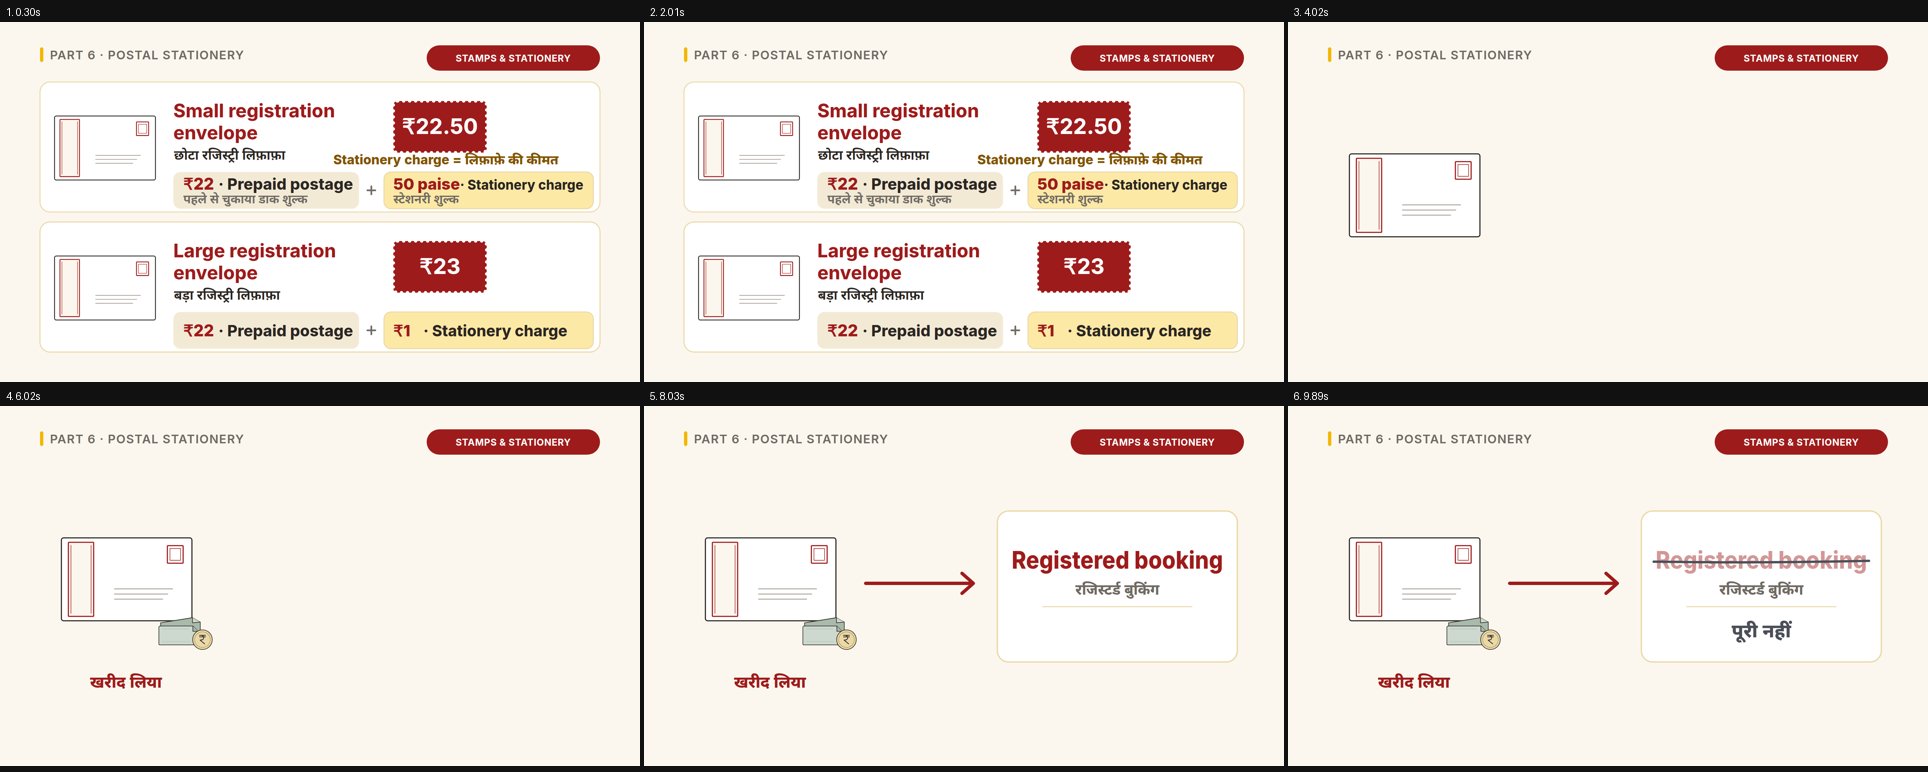 1. 0.30s
PART 6 · POSTAL STATIONERY
STAMPS & STATIONERY
Small registration
envelope
छोटा रजिस्ट्री लिफ़ाफ़ा
₹22.50
Stationery charge = लिफ़ाफ़े की कीमत
₹22 · Prepaid postage
पहले से चुकाया डाक शुल्क
+
50 paise · Stationery charge
स्टेशनरी शुल्क
Large registration
envelope
बड़ा रजिस्ट्री लिफ़ाफ़ा
₹23
₹22 · Prepaid postage + ₹1 · Stationery charge
2. 2.01s
PART 6 · POSTAL STATIONERY
STAMPS & STATIONERY
Small registration
envelope
छोटा रजिस्ट्री लिफ़ाफ़ा
₹22.50
Stationery charge = लिफ़ाफ़े की कीमत
₹22 · Prepaid postage
पहले से चुकाया डाक शुल्क
+
50 paise · Stationery charge
स्टेशनरी शुल्क
Large registration
envelope
बड़ा रजिस्ट्री लिफ़ाफ़ा
₹23
₹22 · Prepaid postage + ₹1 · Stationery charge
3. 4.02s
PART 6 · POSTAL STATIONERY
STAMPS & STATIONERY
4. 6.02s
PART 6 · POSTAL STATIONERY
STAMPS & STATIONERY
₹
खरीद लिया
5. 8.03s
PART 6 · POSTAL STATIONERY
STAMPS & STATIONERY
₹
खरीद लिया
Registered booking
रजिस्टर्ड बुकिंग
6. 9.89s
PART 6 · POSTAL STATIONERY
STAMPS & STATIONERY
₹
खरीद लिया
Registered booking
रजिस्टर्ड बुकिंग
पूरी नहीं